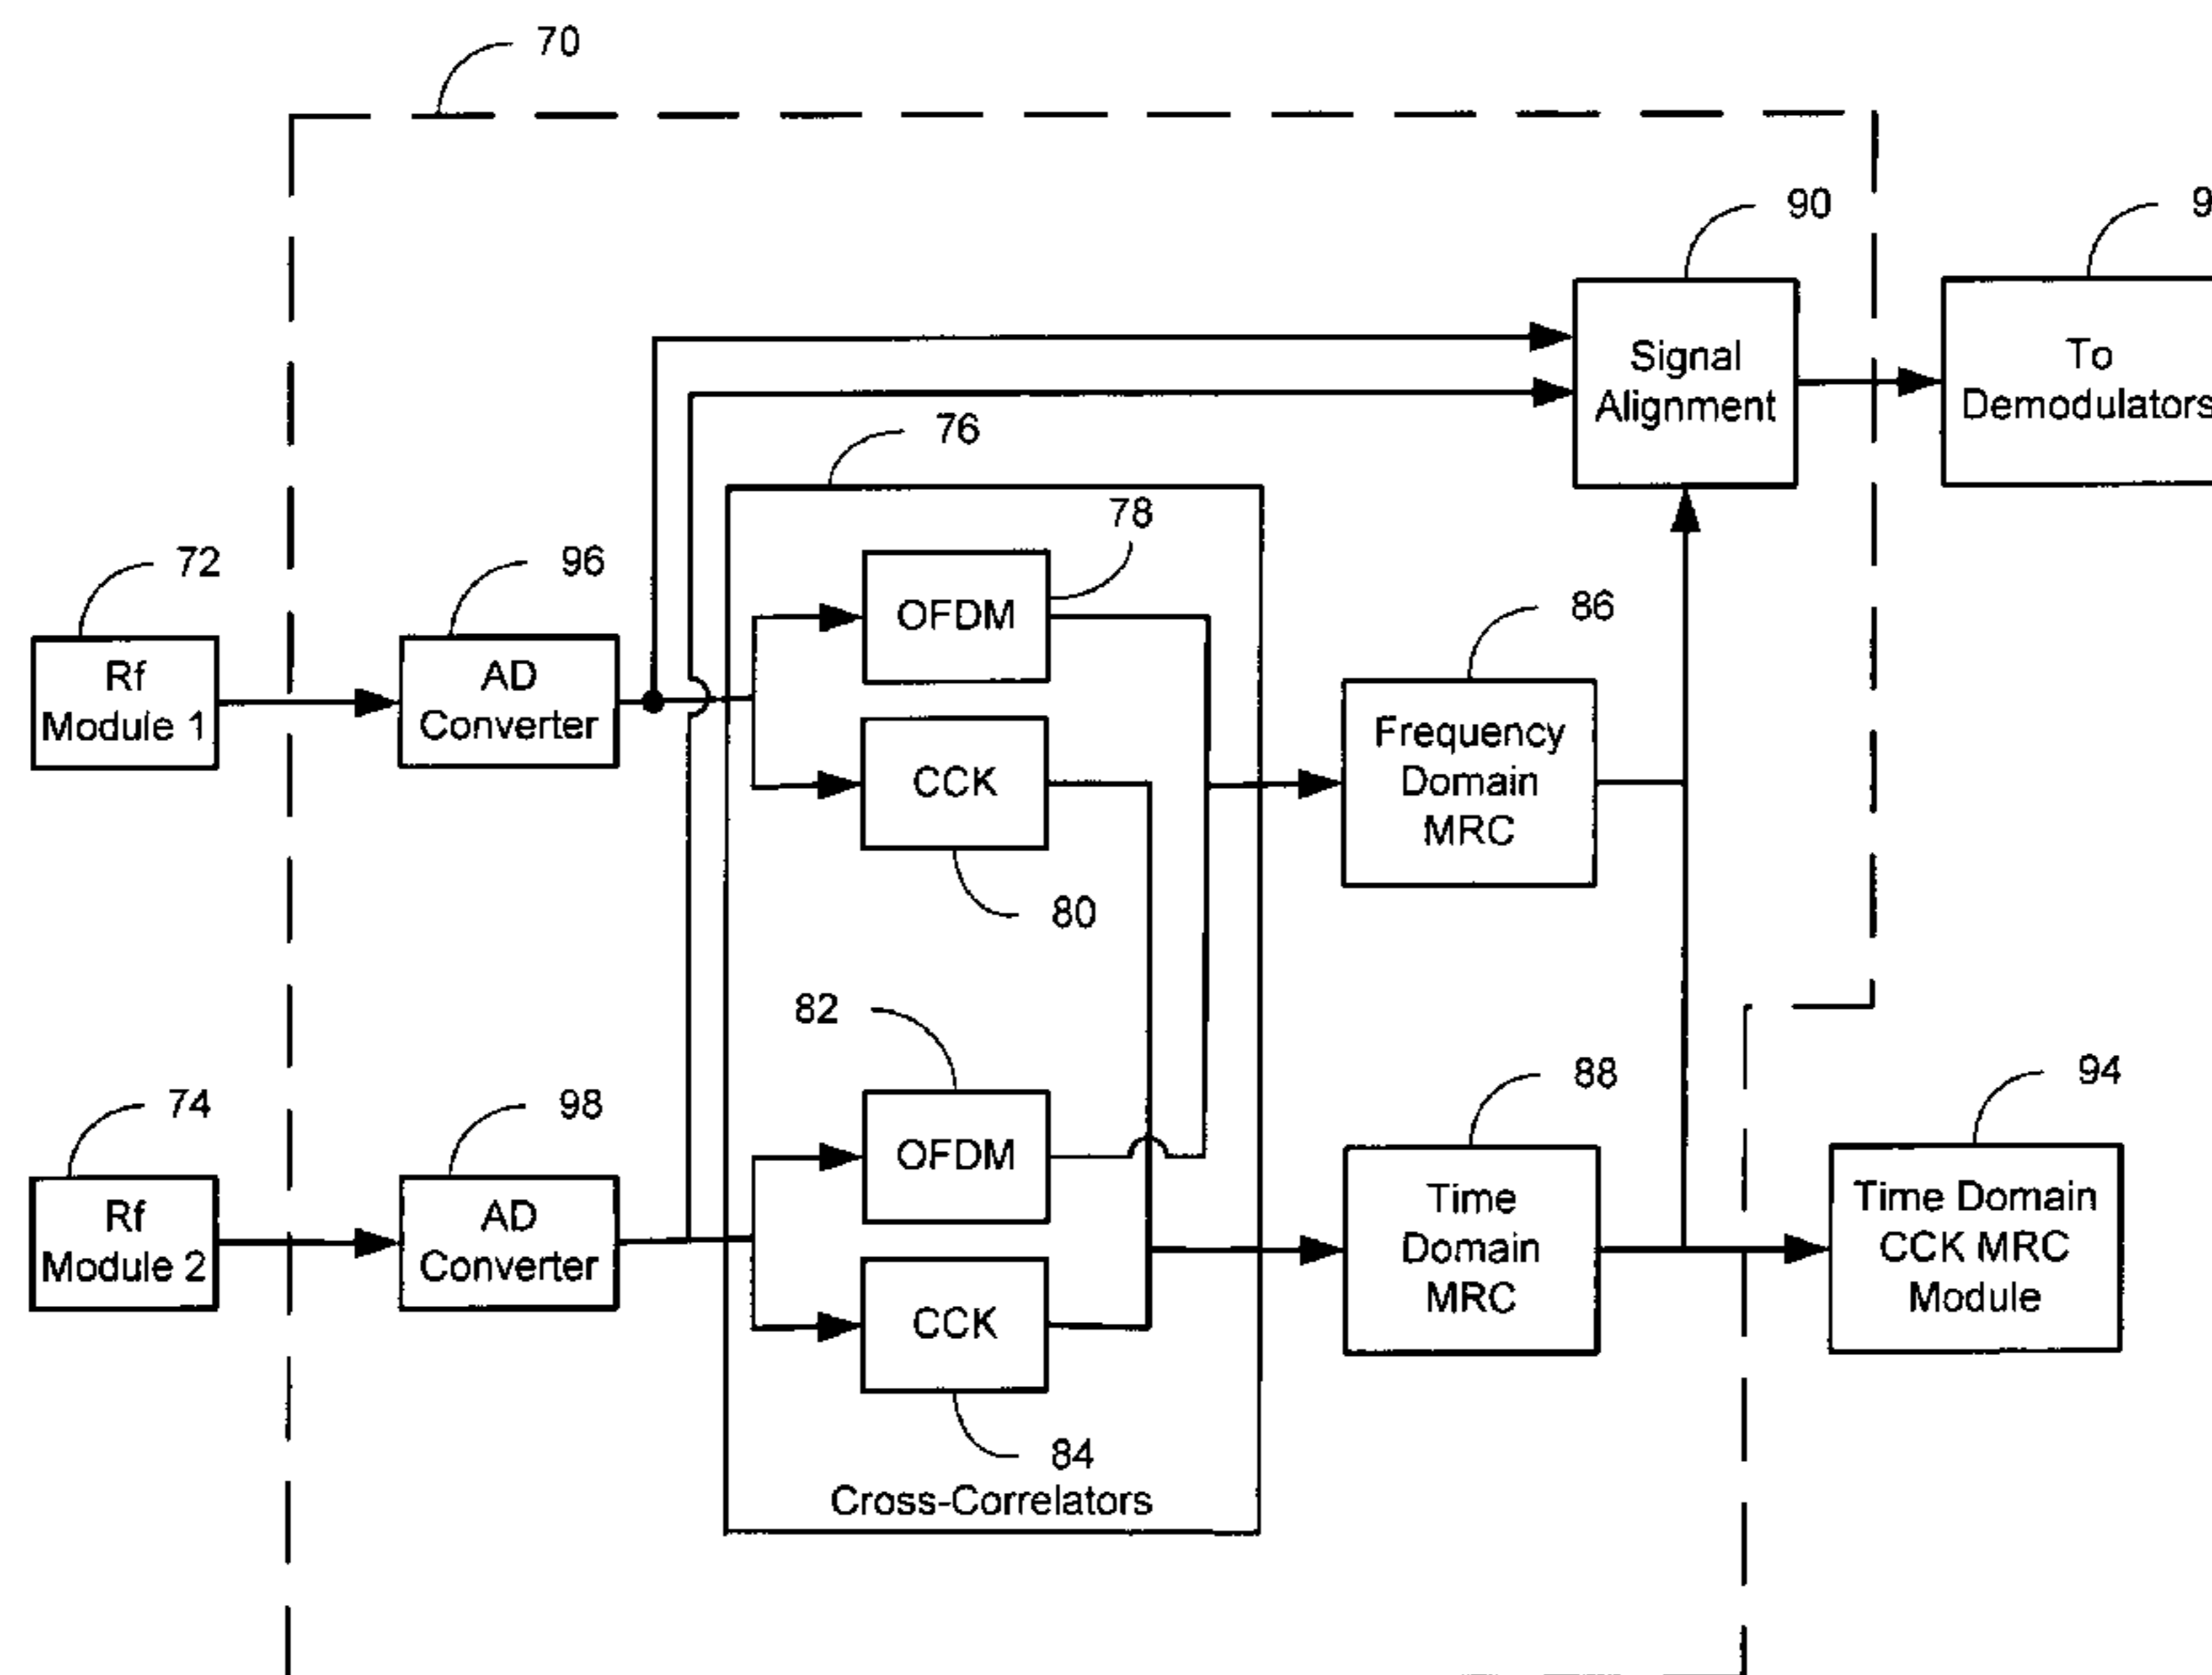 70
90
9
Signal
Alignment
To
Demodulators
76
78
72
96
OFDM
86
Rf
Module 1
AD
Converter
Frequency
Domain
MRC
CCK
80
82
88
94
74
98
OFDM
Rf
Module 2
AD
Converter
Time
Domain
MRC
Time Domain
CCK MRC
Module
CCK
84
Cross-Correlators